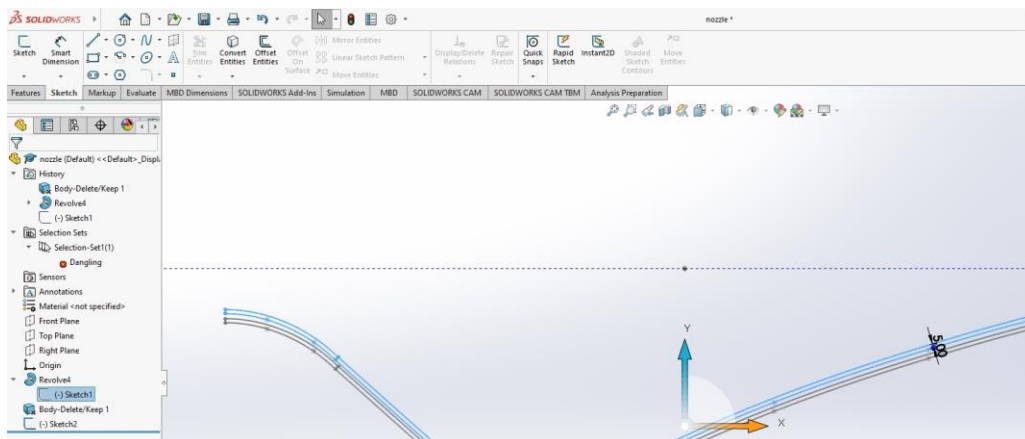 SOLIDWORKS
nozzle *
Sketch
Smart Dimension
Trim Entities
Convert Entities
Offset Entities
Offset On Surface
Mirror Entities
Linear Sketch Pattern
Move Entities
Display/Delete Relations
Repair Sketch
Quick Snaps
Rapid Sketch
Instant2D
Shaded Sketch Contours
Move Entities
Features Sketch Markup Evaluate MBD Dimensions SOLIDWORKS Add-Ins Simulation MBD SOLIDWORKS CAM SOLIDWORKS CAM TBM Analysis Preparation
nozzle (Default) <<Default>_Displ
History
Body-Delete/Keep 1
Revolve4
(-) Sketch1
Selection Sets
Selection-Set1(1)
Dangling
Sensors
Annotations
Material <not specified>
Front Plane
Top Plane
Right Plane
Origin
Revolve4
(-) Sketch1
Body-Delete/Keep 1
(-) Sketch2
Y
X
5.00